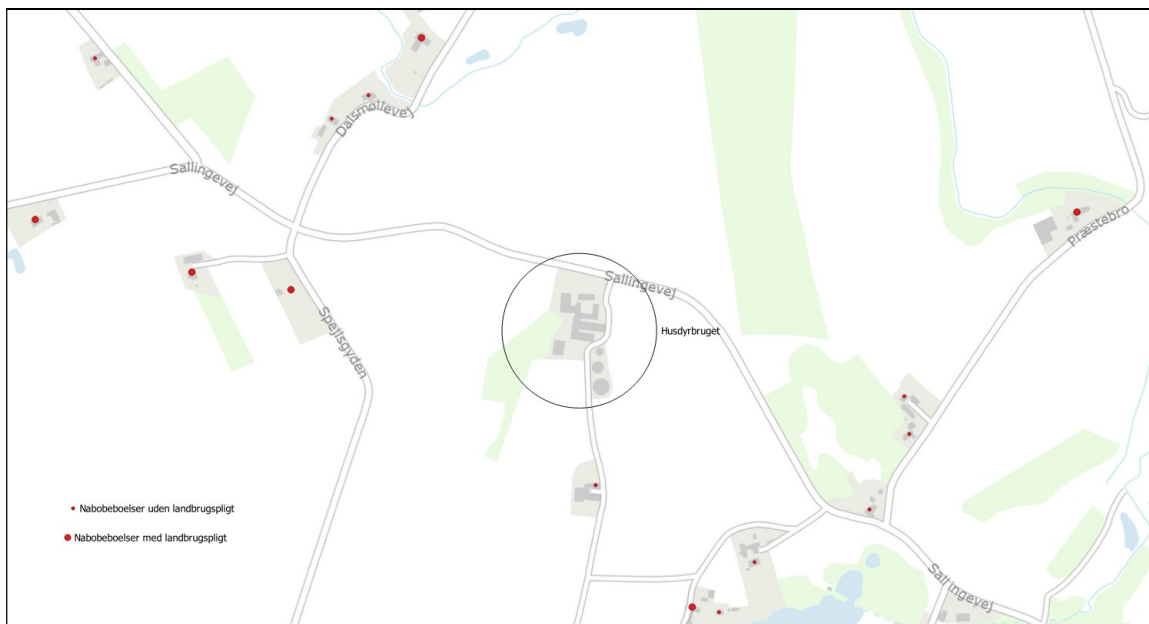 Dalsmøllevej
Sallingevej
Præstebro
Sallingevej
Husdyrbruget
Spejlsgyden
Nabobeboelser uden landbrugspligt
Nabobeboelser med landbrugspligt
Sallingevej